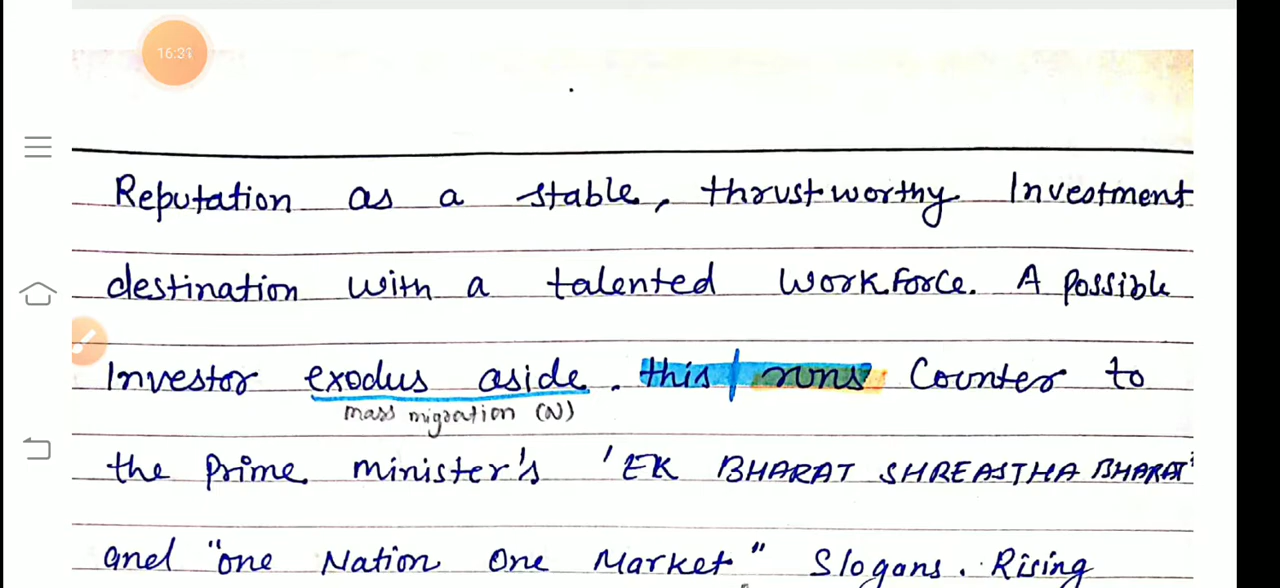 16:31
Reputation as a stable, thrustworthy Investment
destination with a talented Workforce. A possible
Investor exodus aside. this runs Counter to
mass migration (N)
the Prime minister's 'EK BHARAT SHREASTHA BHARAT'
and "one Nation One Market" Slogans. Rising